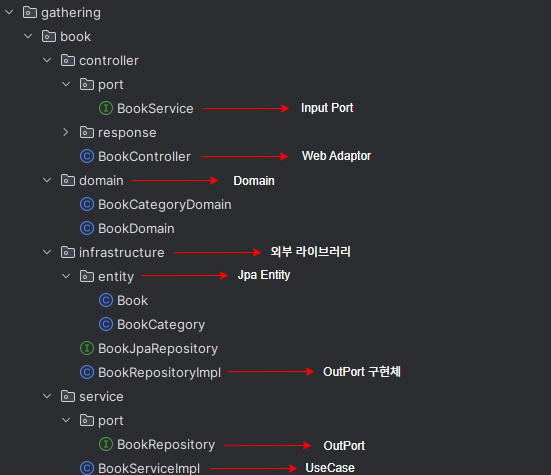 gathering
book
controller
port
BookService Input Port
response
BookController Web Adaptor
domain Domain
BookCategoryDomain
BookDomain
infrastructure 외부 라이브러리
entity Jpa Entity
Book
BookCategory
BookJpaRepository
BookRepositoryImpl OutPort 구현체
service
port
BookRepository OutPort
BookServiceImpl UseCase